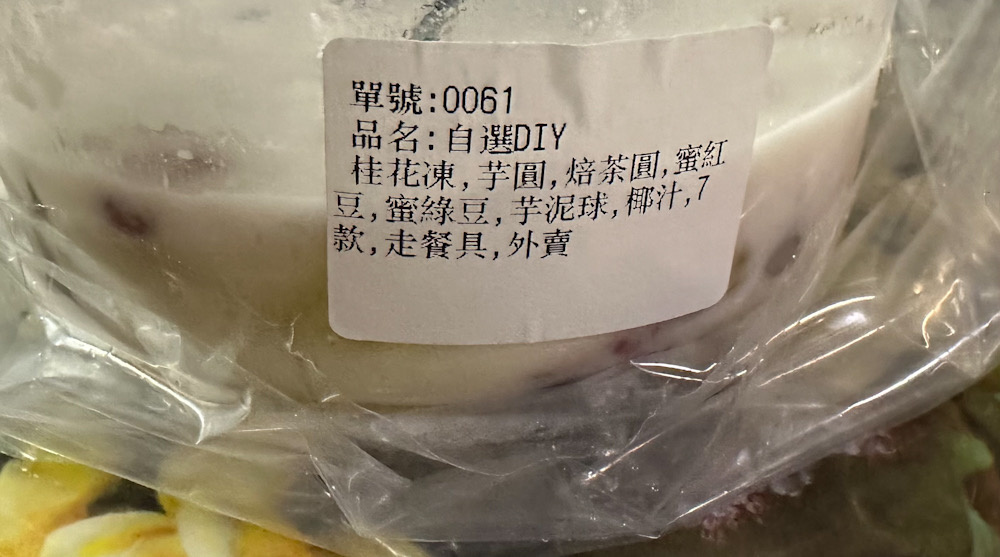 單號:0061
品名:自選DIY
桂花凍,芋圓,焙茶圓,蜜紅
豆,蜜綠豆,芋泥球,椰汁,7
款,走餐具,外賣